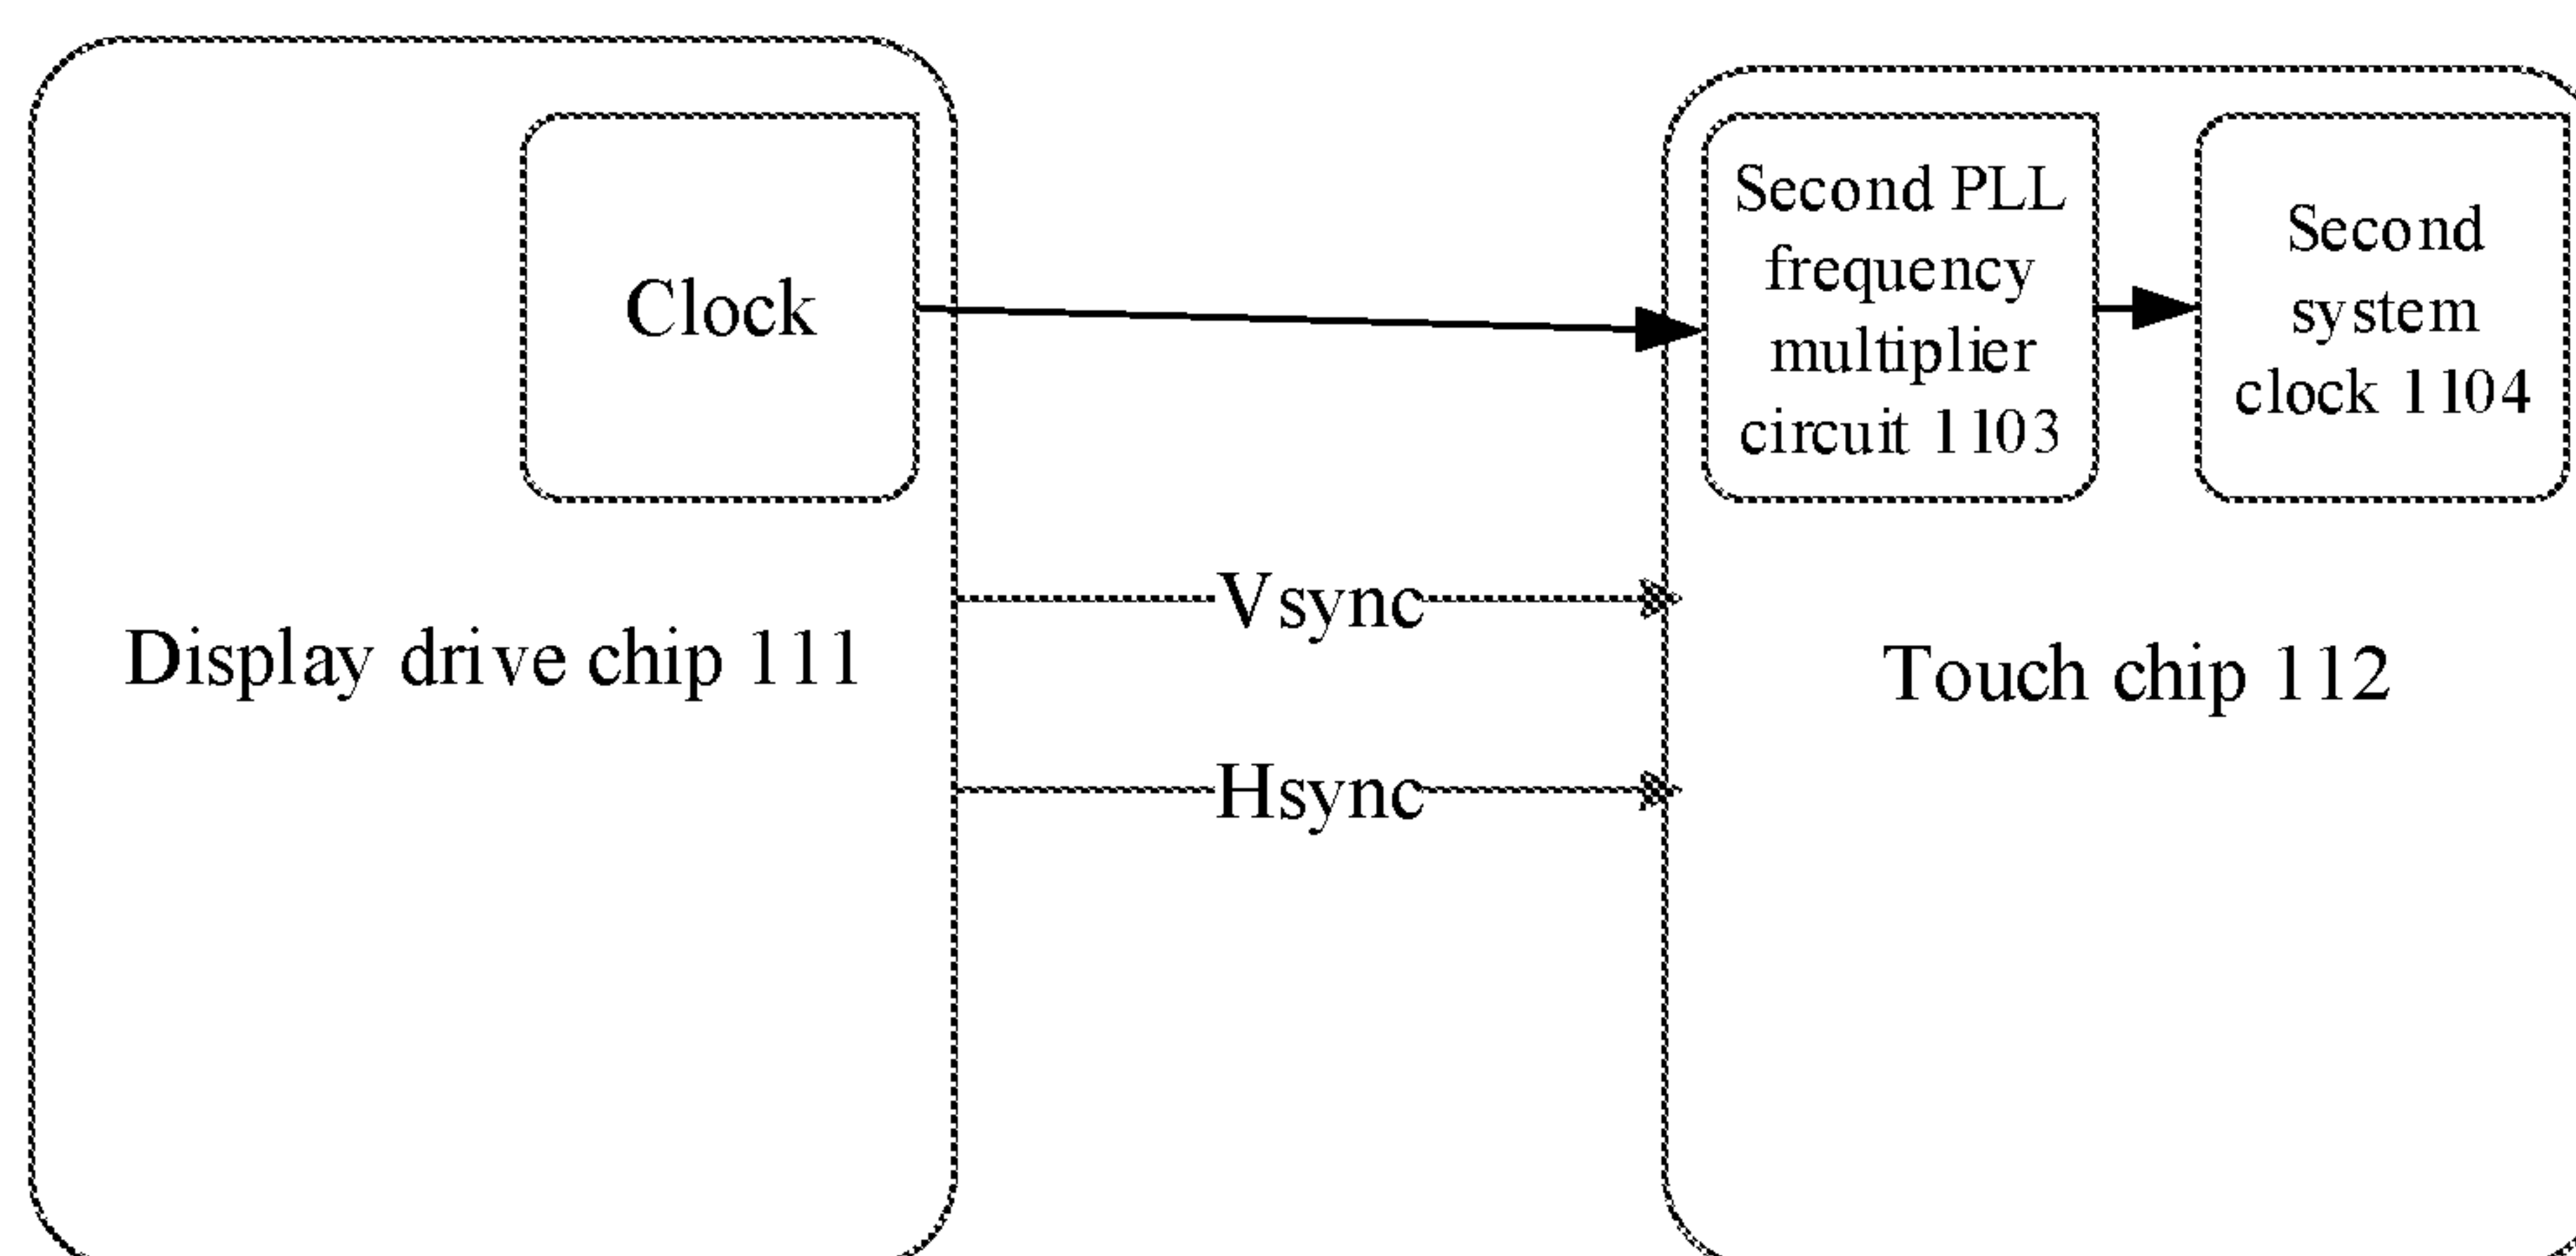 Clock
Second PLL
frequency
multiplier
circuit 1103
Second
system
clock 1104
Vsync
Display drive chip 111
Touch chip 112
Hsync